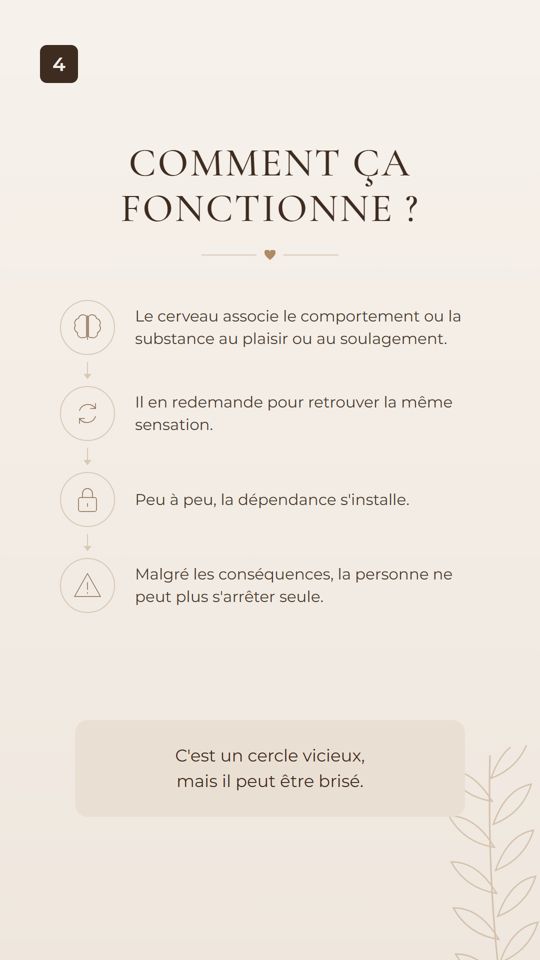 4
COMMENT ÇA
FONCTIONNE ?
Le cerveau associe le comportement ou la
substance au plaisir ou au soulagement.
Il en redemande pour retrouver la même
sensation.
Peu à peu, la dépendance s'installe.
Malgré les conséquences, la personne ne
peut plus s'arrêter seule.
C'est un cercle vicieux,
mais il peut être brisé.